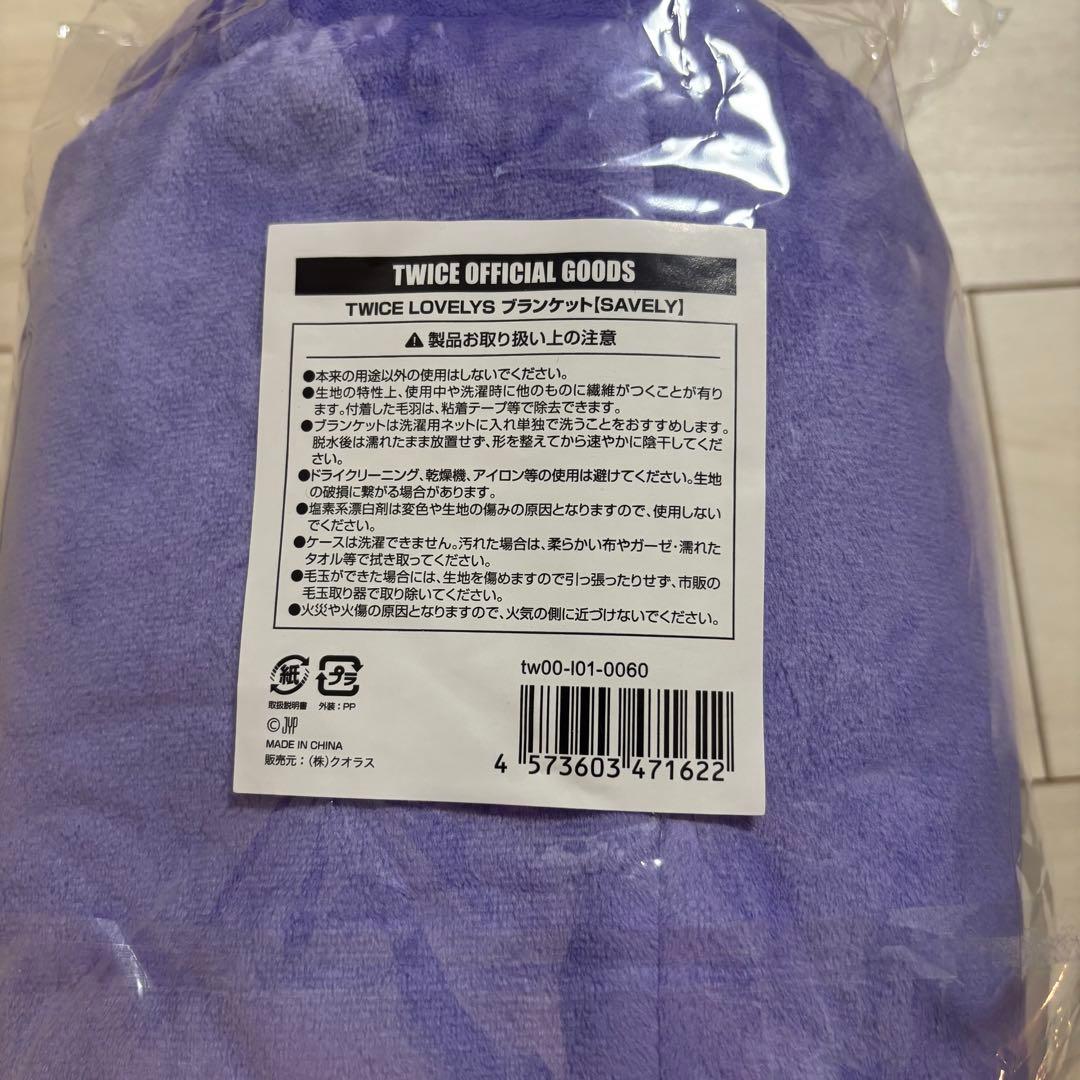 TWICE OFFICIAL GOODS
TWICE LOVELYS ブランケット【SAVELY】
⚠製品お取り扱い上の注意
●本来の用途以外の使用はしないでください。
●生地の特性上、使用中や洗濯時に他のものに繊維がつくことが有り
ます。付着した毛羽は、粘着テープ等で除去できます。
●ブランケットは洗濯用ネットに入れ単独で洗うことをおすすめします。
脱水後は濡れたまま放置せず、形を整えてから速やかに陰干してくだ
さい。
●ドライクリーニング、乾燥機、アイロン等の使用は避けてください。生地
の破損に繋がる場合があります。
●塩素系漂白剤は変色や生地の傷みの原因となりますので、使用しない
でください。
●ケースは洗濯できません。汚れた場合は、柔らかい布やガーゼ・濡れた
タオル等で拭き取ってください。
●毛玉ができた場合には、生地を傷めますので引っ張ったりせず、市販の
毛玉取り器で取り除いてください。
●火災や火傷の原因となりますので、火気の側に近づけないでください。
紙 プラ
取扱説明書 外装:PP
©JYP
MADE IN CHINA
販売元:(株)クオラス
tw00-l01-0060
4 573603 471622